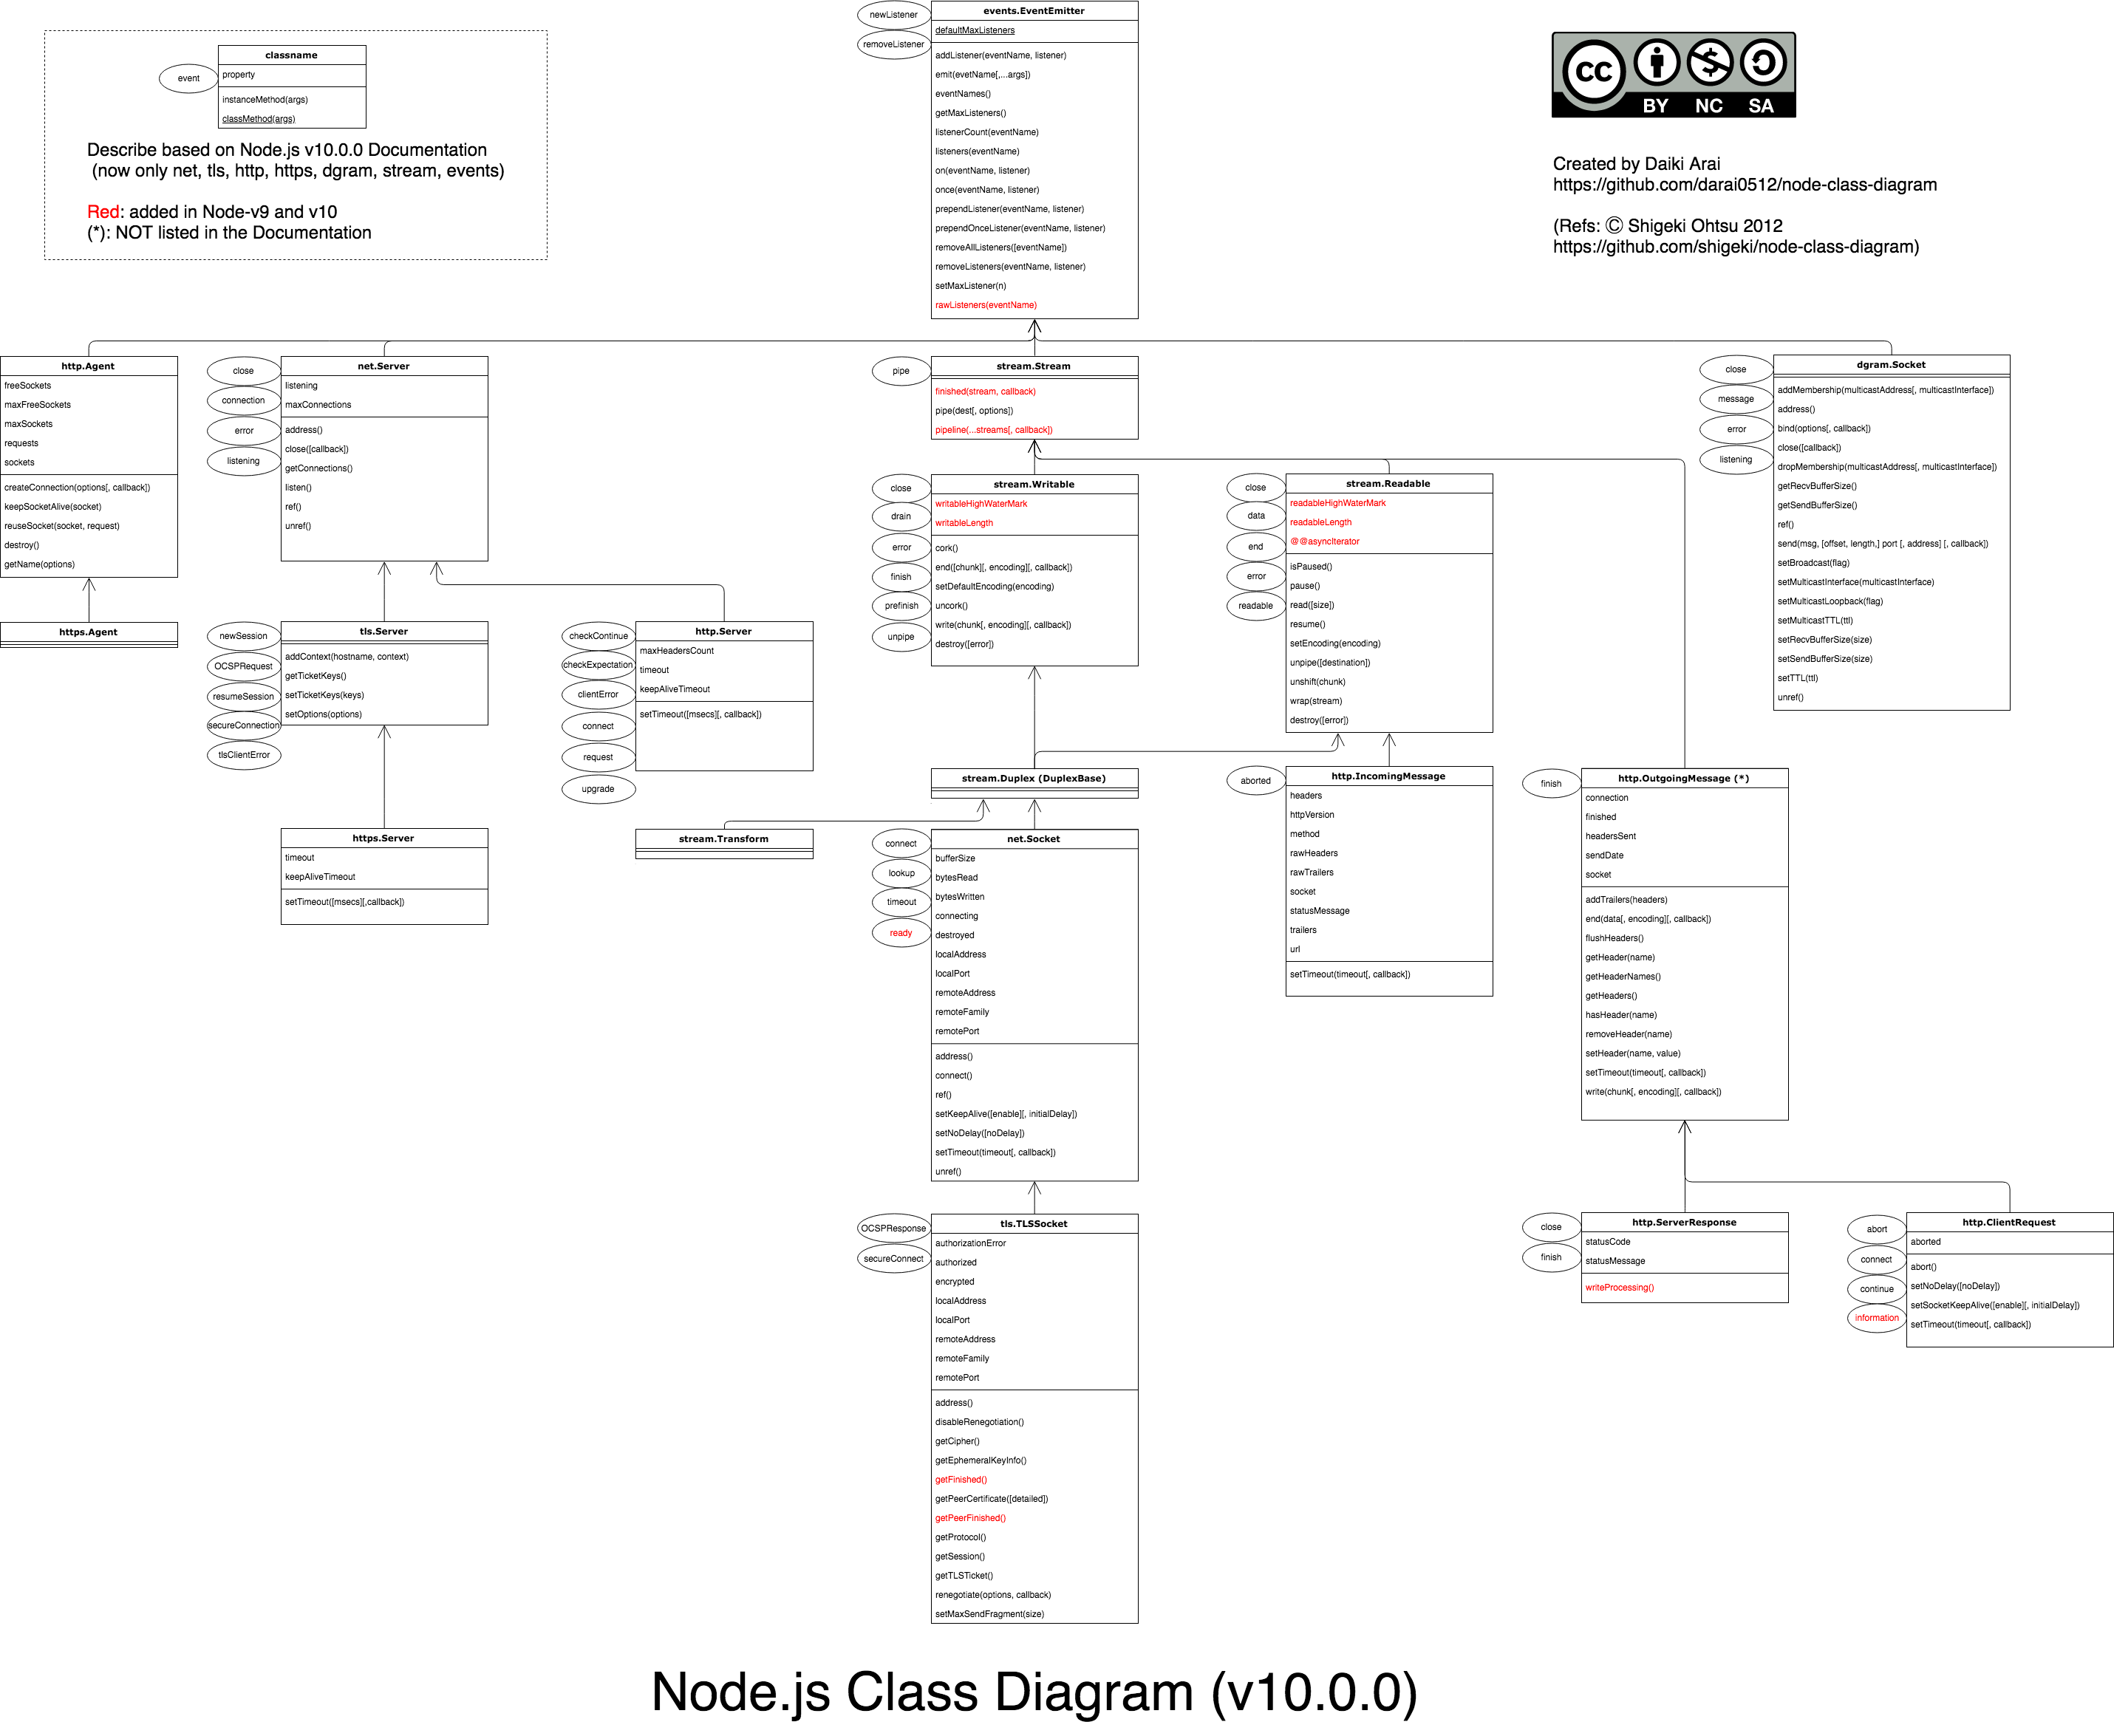 classname
event
property
instanceMethod(args)
classMethod(args)
Describe based on Node.js v10.0.0 Documentation
(now only net, tls, http, https, dgram, stream, events)
Red: added in Node-v9 and v10
(*): NOT listed in the Documentation
newListener
removeListener
events.EventEmitter
defaultMaxListeners
addListener(eventName, listener)
emit(evetName[,...args])
eventNames()
getMaxListeners()
listenerCount(eventName)
listeners(eventName)
on(eventName, listener)
once(eventName, listener)
prependListener(eventName, listener)
prependOnceListener(eventName, listener)
removeAllListeners([eventName])
removeListeners(eventName, listener)
setMaxListener(n)
rawListeners(eventName)
cc
BY NC SA
Created by Daiki Arai
https://github.com/darai0512/node-class-diagram
(Refs: Ⓒ Shigeki Ohtsu 2012
https://github.com/shigeki/node-class-diagram)
http.Agent
freeSockets
maxFreeSockets
maxSockets
requests
sockets
createConnection(options[, callback])
keepSocketAlive(socket)
reuseSocket(socket, request)
destroy()
getName(options)
https.Agent
close
connection
error
listening
net.Server
listening
maxConnections
address()
close([callback])
getConnections()
listen()
ref()
unref()
newSession
OCSPRequest
resumeSession
secureConnection
tlsClientError
tls.Server
addContext(hostname, context)
getTicketKeys()
setTicketKeys(keys)
setOptions(options)
https.Server
timeout
keepAliveTimeout
setTimeout([msecs][,callback])
checkContinue
checkExpectation
clientError
connect
request
upgrade
http.Server
maxHeadersCount
timeout
keepAliveTimeout
setTimeout([msecs][, callback])
pipe
stream.Stream
finished(stream, callback)
pipe(dest[, options])
pipeline(...streams[, callback])
close
drain
error
finish
prefinish
unpipe
stream.Writable
writableHighWaterMark
writableLength
cork()
end([chunk][, encoding][, callback])
setDefaultEncoding(encoding)
uncork()
write(chunk[, encoding][, callback])
destroy([error])
close
data
end
error
readable
stream.Readable
readableHighWaterMark
readableLength
@@asyncIterator
isPaused()
pause()
read([size])
resume()
setEncoding(encoding)
unpipe([destination])
unshift(chunk)
wrap(stream)
destroy([error])
close
message
error
listening
dgram.Socket
addMembership(multicastAddress[, multicastInterface])
address()
bind(options[, callback])
close([callback])
dropMembership(multicastAddress[, multicastInterface])
getRecvBufferSize()
getSendBufferSize()
ref()
send(msg, [offset, length,] port [, address] [, callback])
setBroadcast(flag)
setMulticastInterface(multicastInterface)
setMulticastLoopback(flag)
setMulticastTTL(ttl)
setRecvBufferSize(size)
setSendBufferSize(size)
setTTL(ttl)
unref()
stream.Duplex (DuplexBase)
stream.Transform
connect
lookup
timeout
ready
net.Socket
bufferSize
bytesRead
bytesWritten
connecting
destroyed
localAddress
localPort
remoteAddress
remoteFamily
remotePort
address()
connect()
ref()
setKeepAlive([enable][, initialDelay])
setNoDelay([noDelay])
setTimeout(timeout[, callback])
unref()
aborted
http.IncomingMessage
headers
httpVersion
method
rawHeaders
rawTrailers
socket
statusMessage
trailers
url
setTimeout(timeout[, callback])
finish
http.OutgoingMessage (*)
connection
finished
headersSent
sendDate
socket
addTrailers(headers)
end(data[, encoding][, callback])
flushHeaders()
getHeader(name)
getHeaderNames()
getHeaders()
hasHeader(name)
removeHeader(name)
setHeader(name, value)
setTimeout(timeout[, callback])
write(chunk[, encoding][, callback])
OCSPResponse
secureConnect
tls.TLSSocket
authorizationError
authorized
encrypted
localAddress
localPort
remoteAddress
remoteFamily
remotePort
address()
disableRenegotiation()
getCipher()
getEphemeralKeyInfo()
getFinished()
getPeerCertificate([detailed])
getPeerFinished()
getProtocol()
getSession()
getTLSTicket()
renegotiate(options, callback)
setMaxSendFragment(size)
close
finish
http.ServerResponse
statusCode
statusMessage
writeProcessing()
abort
connect
continue
information
http.ClientRequest
aborted
abort()
setNoDelay([noDelay])
setSocketKeepAlive([enable][, initialDelay])
setTimeout(timeout[, callback])
Node.js Class Diagram (v10.0.0)